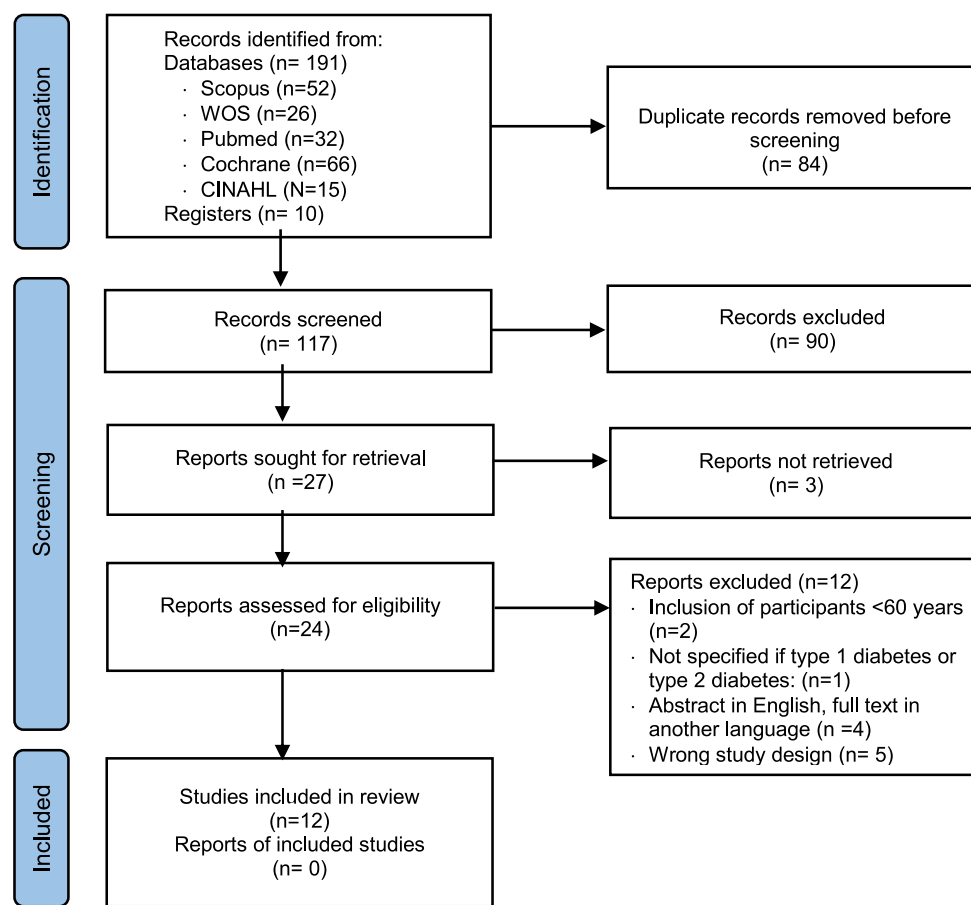 Identification
Records identified from:
Databases (n= 191)
· Scopus (n=52)
· WOS (n=26)
· Pubmed (n=32)
· Cochrane (n=66)
· CINAHL (N=15)
Registers (n= 10)
Duplicate records removed before
screening
(n= 84)
Screening
Records screened
(n= 117)
Records excluded
(n= 90)
Reports sought for retrieval
(n =27)
Reports not retrieved
(n= 3)
Reports assessed for eligibility
(n=24)
Reports excluded (n=12)
· Inclusion of participants <60 years
(n=2)
· Not specified if type 1 diabetes or
type 2 diabetes: (n=1)
· Abstract in English, full text in
another language (n =4)
· Wrong study design (n= 5)
Included
Studies included in review
(n=12)
Reports of included studies
(n= 0)